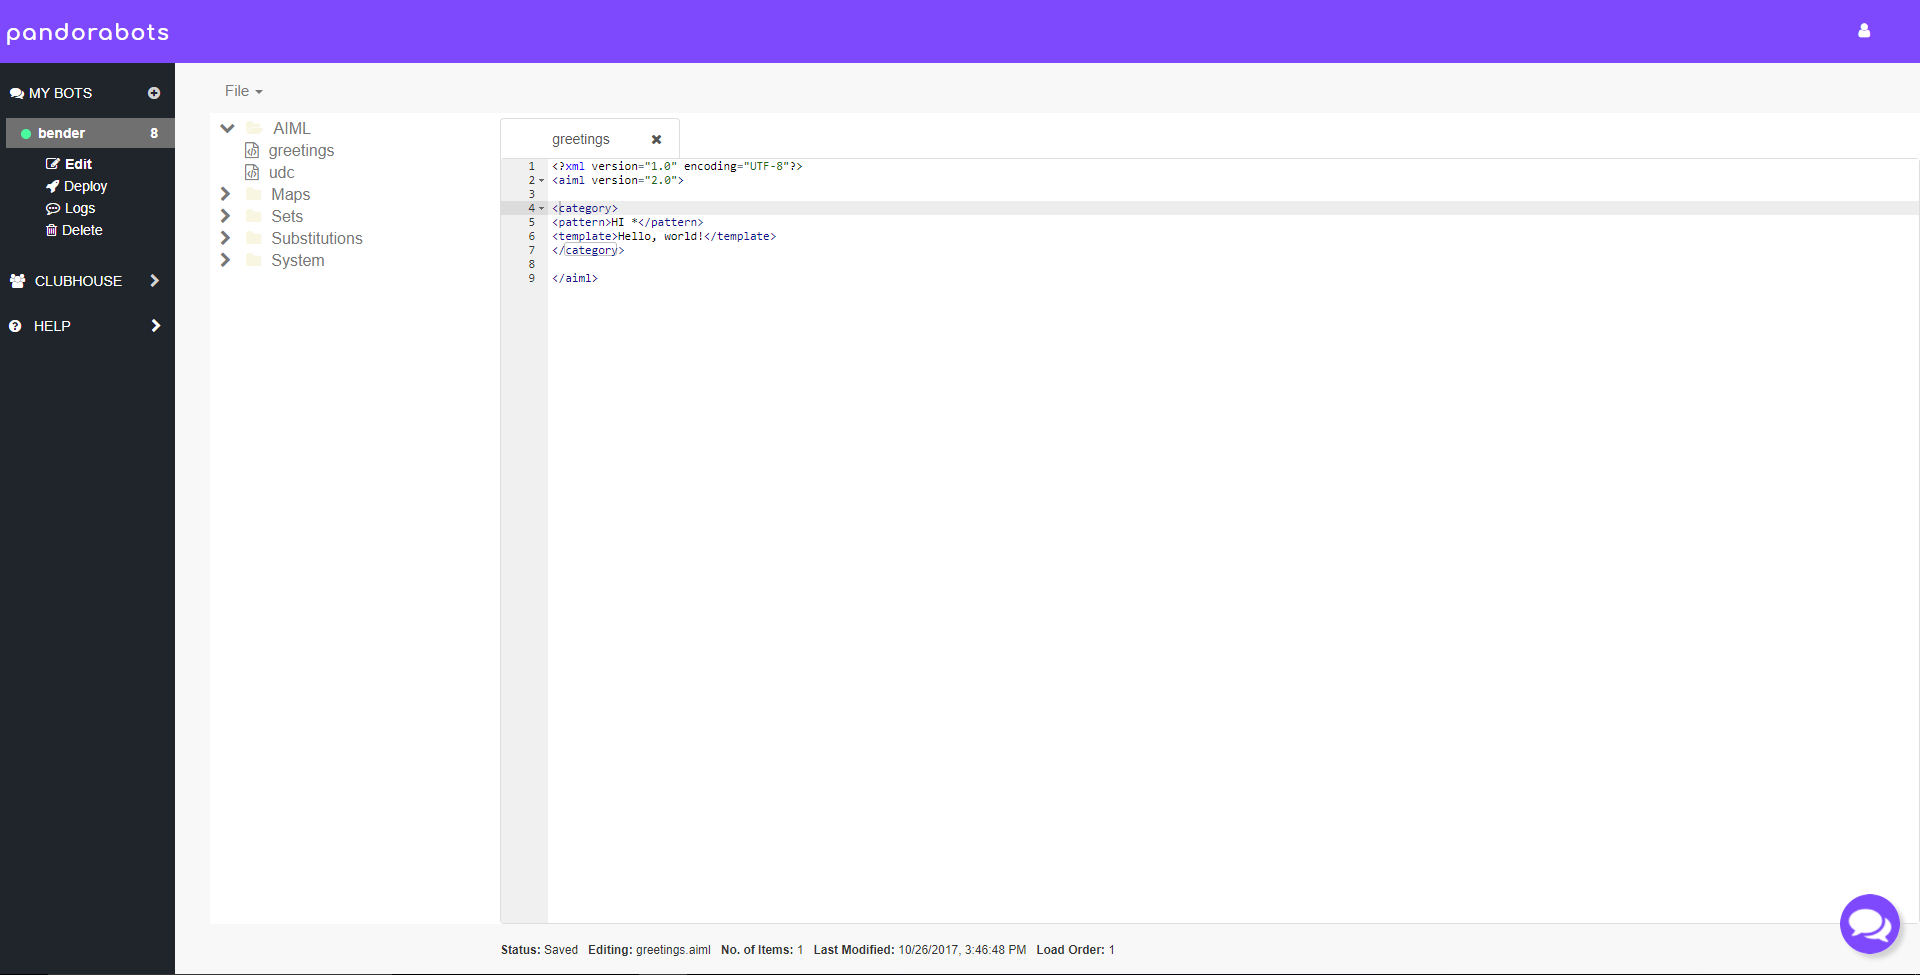 pandorabots
MY BOTS
bender 8
Edit
Deploy
Logs
Delete
CLUBHOUSE
HELP
File
AIML
greetings
udc
Maps
Sets
Substitutions
System
greetings
1 <?xml version="1.0" encoding="UTF-8"?>
2 <aiml version="2.0">
3
4 <category>
5 <pattern>HI *</pattern>
6 <template>Hello, world!</template>
7 </category>
8
9 </aiml>
Status: Saved Editing: greetings.aiml No. of Items: 1 Last Modified: 10/26/2017, 3:46:48 PM Load Order: 1